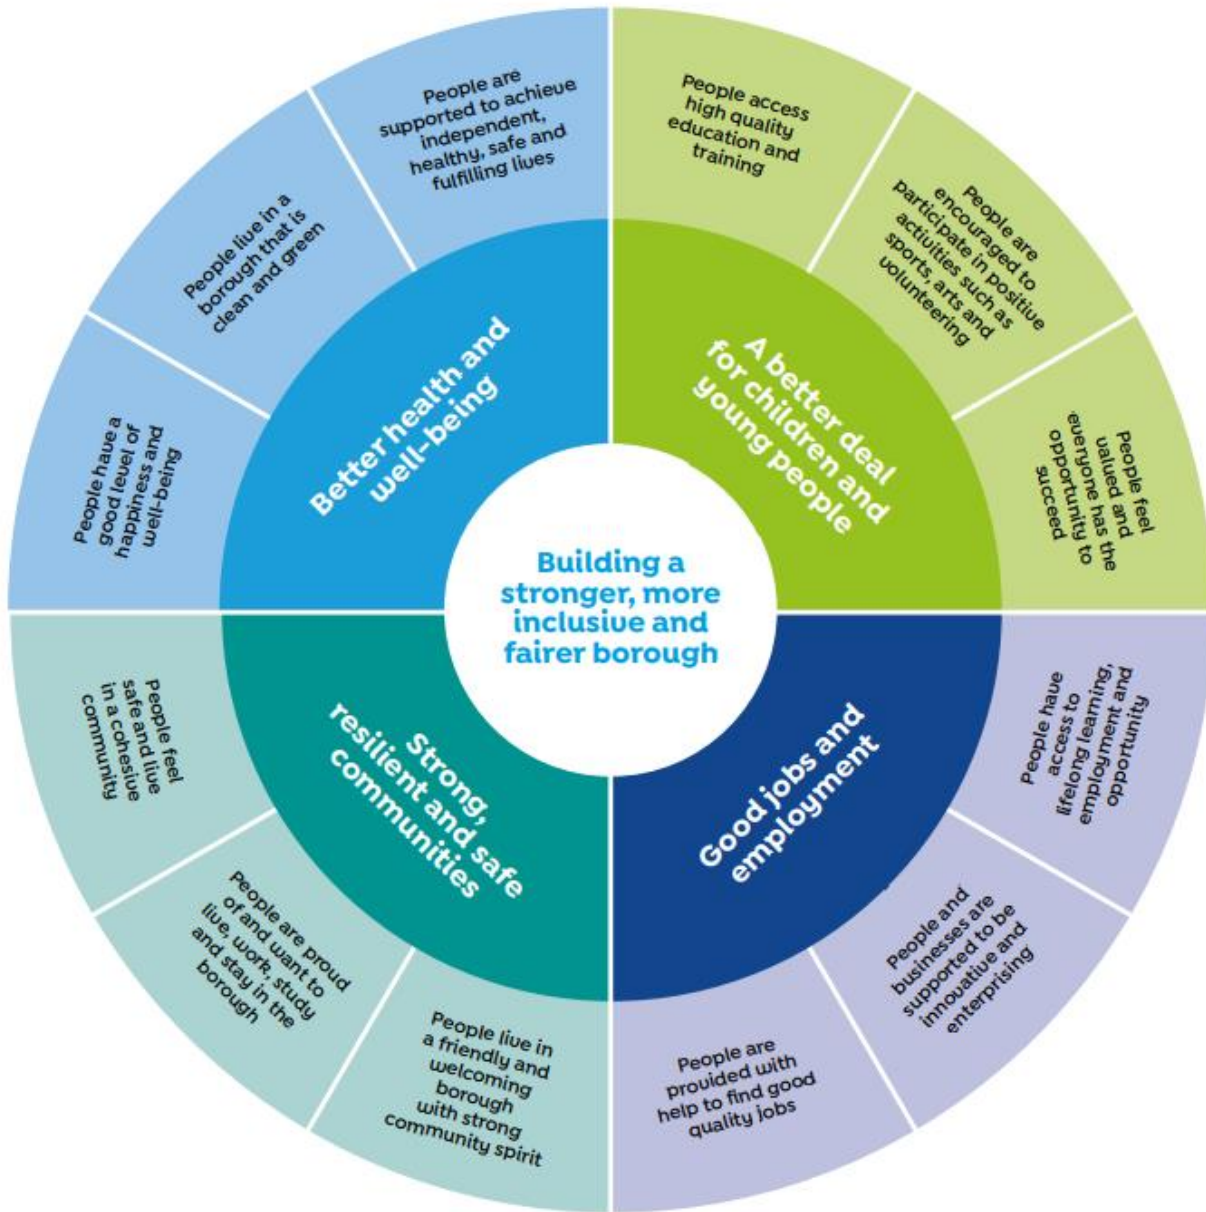 Building a
stronger, more
inclusive and
fairer borough
Better health and
well-being
People have a
good level of
happiness and
well-being
People live in a
borough that is
clean and green
People are
supported to achieve
independent,
healthy, safe and
fulfilling lives
A better deal
for children and
young people
People access
high quality
education and
training
People are
encouraged to
participate in positive
activities such as
sports, arts and
volunteering
People feel
valued and
everyone has the
opportunity to
succeed
Good jobs and
employment
People have
access to
lifelong learning,
employment and
opportunity
People and
businesses are
supported to be
innovative and
enterprising
People are
provided with
help to find good
quality jobs
Strong,
resilient and safe
communities
People live in
a friendly and
welcoming
borough
with strong
community spirit
People are proud
of and want to
live, work, study
and stay in the
borough
People feel
safe and live
in a cohesive
community